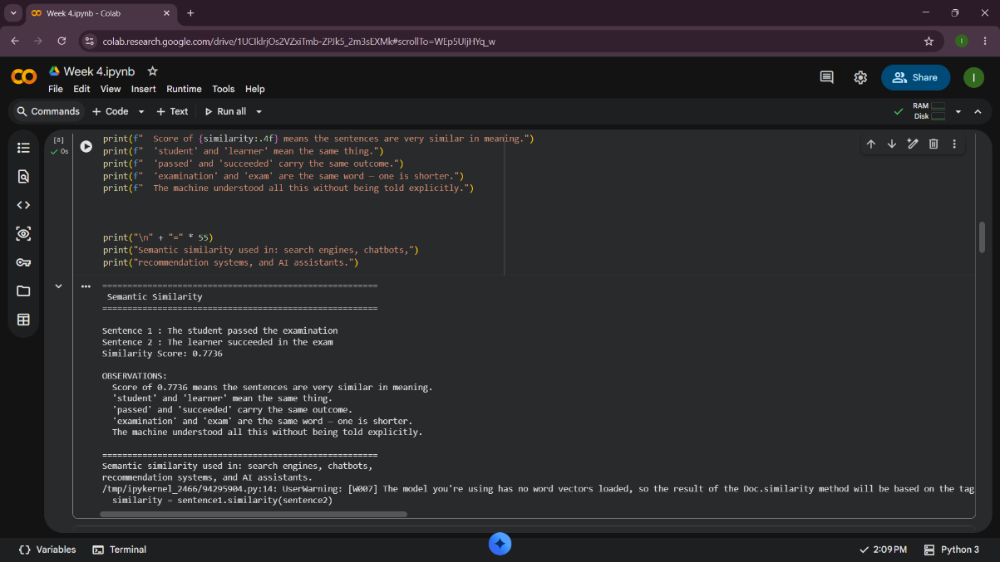 Week 4.ipynb - Colab
colab.research.google.com/drive/1UCIklrjOs2VZxiTmb-ZPJk5_2m3sEXMk#scrollTo=WEp5UIjHYq_w
I
Week 4.ipynb
File Edit View Insert Runtime Tools Help
Share
I
Commands + Code + Text Run all
RAM
Disk
[8]
0s
print(f"  Score of {similarity:.4f} means the sentences are very similar in meaning.")
print(f"  'student' and 'learner' mean the same thing.")
print(f"  'passed' and 'succeeded' carry the same outcome.")
print(f"  'examination' and 'exam' are the same word — one is shorter.")
print(f"  The machine understood all this without being told explicitly.")
print("\n" + "=" * 55)
print("Semantic similarity used in: search engines, chatbots,")
print("recommendation systems, and AI assistants.")
=======================================================
Semantic Similarity
=======================================================
Sentence 1 : The student passed the examination
Sentence 2 : The learner succeeded in the exam
Similarity Score: 0.7736
OBSERVATIONS:
Score of 0.7736 means the sentences are very similar in meaning.
'student' and 'learner' mean the same thing.
'passed' and 'succeeded' carry the same outcome.
'examination' and 'exam' are the same word — one is shorter.
The machine understood all this without being told explicitly.
=======================================================
Semantic similarity used in: search engines, chatbots,
recommendation systems, and AI assistants.
/tmp/ipykernel_2466/94295904.py:14: UserWarning: [W007] The model you're using has no word vectors loaded, so the result of the Doc.similarity method will be based on the tag
similarity = sentence1.similarity(sentence2)
{} Variables Terminal
2:09 PM Python 3